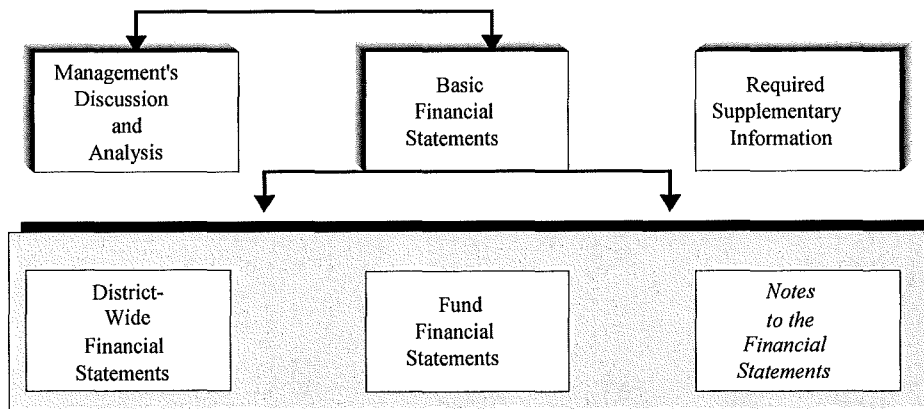 Management's
Discussion
and
Analysis
Basic
Financial
Statements
Required
Supplementary
Information
District-
Wide
Financial
Statements
Fund
Financial
Statements
Notes
to the
Financial
Statements